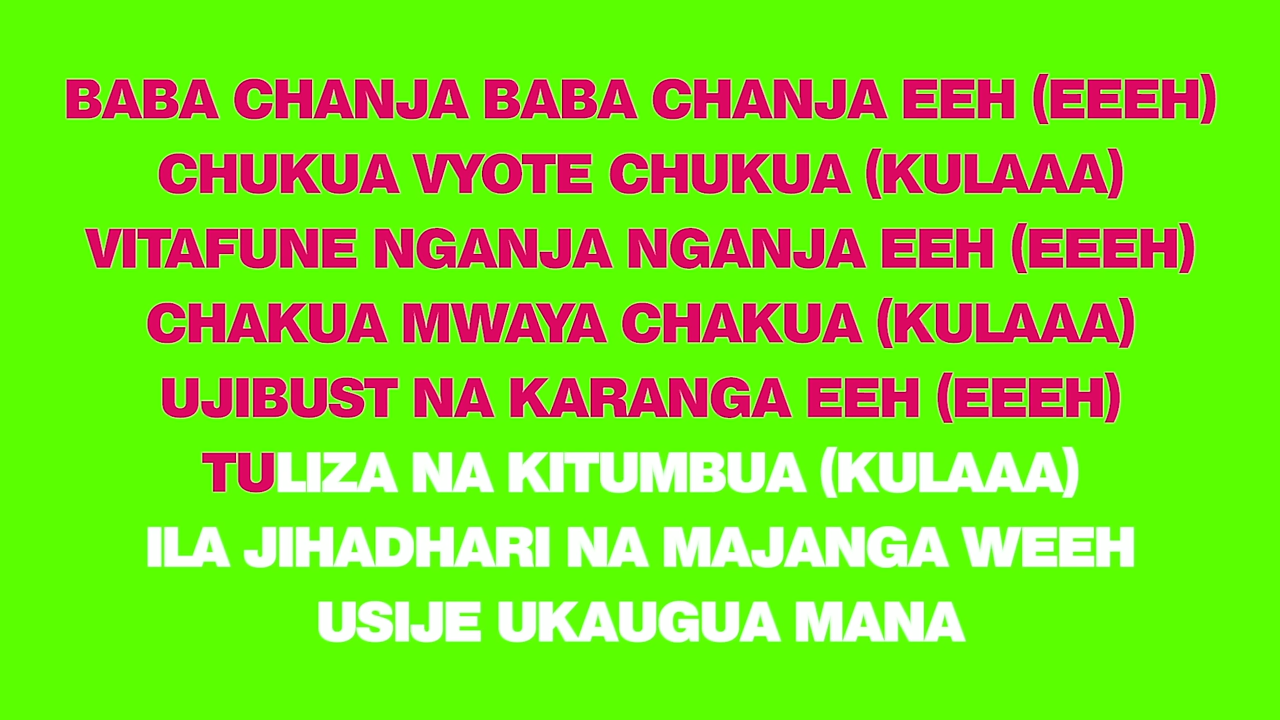 BABA CHANJA BABA CHANJA EEH (EEEH)
CHUKUA VYOTE CHUKUA (KULAAA)
VITAFUNE NGANJA NGANJA EEH (EEEH)
CHAKUA MWAYA CHAKUA (KULAAA)
UJIBUST NA KARANGA EEH (EEEH)
TULIZA NA KITUMBUA (KULAAA)
ILA JIHADHARI NA MAJANGA WEEH
USIJE UKAUGUA MANA